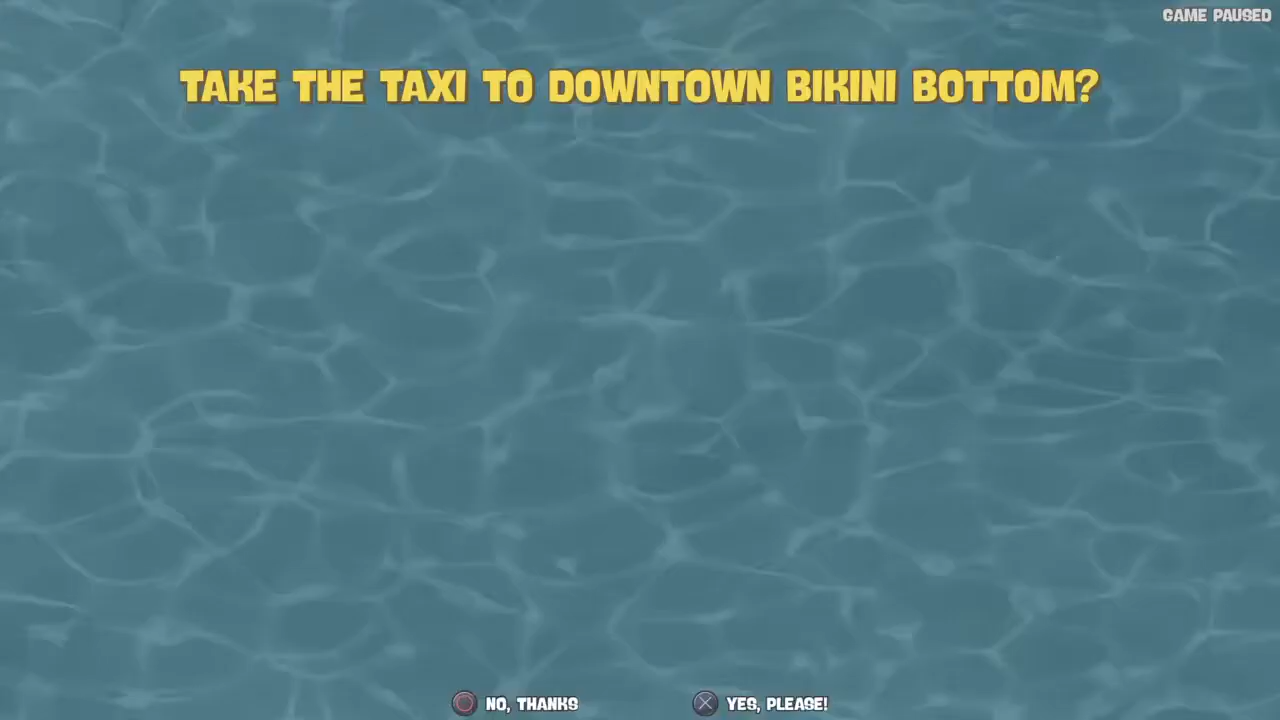 GAME PAUSED
TAKE THE TAXI TO DOWNTOWN BIKINI BOTTOM?
NO, THANKS
YES, PLEASE!